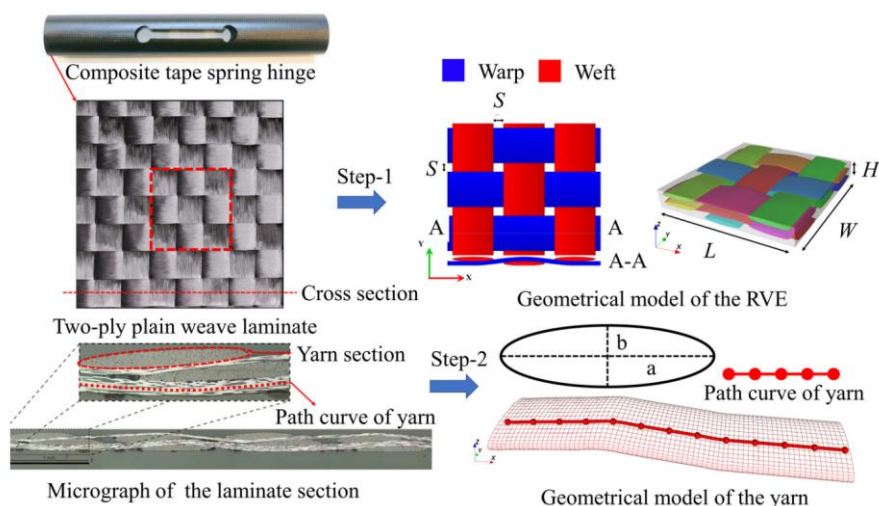 Composite tape spring hinge
Warp
Weft
S
S
Step-1
A
A
A-A
Y
X
H
W
L
Z
Y
X
Cross section
Geometrical model of the RVE
Two-ply plain weave laminate
Yarn section
Step-2
b
a
Path curve of yarn
Path curve of yarn
Z
Y
X
Micrograph of the laminate section
Geometrical model of the yarn